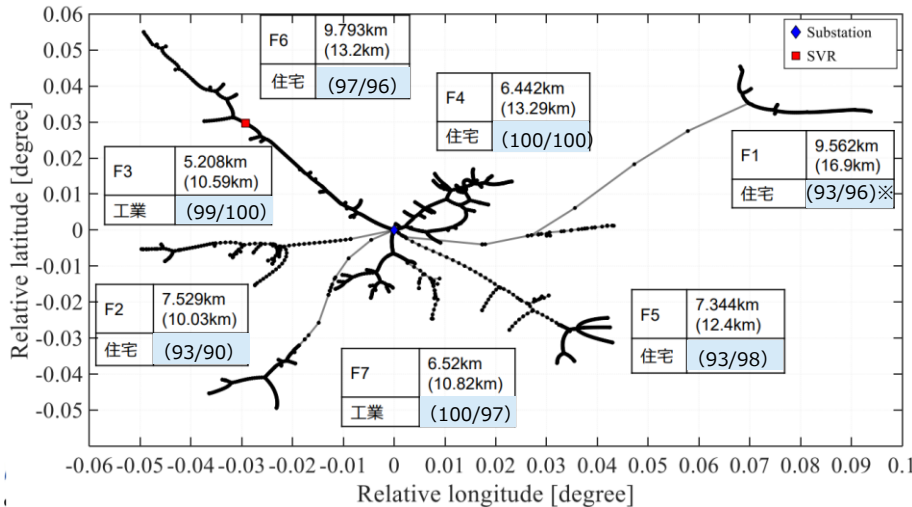 0.06
0.05
0.04
0.03
0.02
0.01
0
-0.01
-0.02
-0.03
-0.04
-0.05
Relative latitude [degree]
F6
9.793km
(13.2km)
住宅
(97/96)
F4
6.442km
(13.29km)
住宅
(100/100)
Substation
SVR
F1
9.562km
(16.9km)
住宅
(93/96)※
F3
5.208km
(10.59km)
工業
(99/100)
F2
7.529km
(10.03km)
住宅
(93/90)
F5
7.344km
(12.4km)
住宅
(93/98)
F7
6.52km
(10.82km)
工業
(100/97)
-0.06 -0.05 -0.04 -0.03 -0.02 -0.01 0 0.01 0.02 0.03 0.04 0.05 0.06 0.07 0.08 0.09 0.1
Relative longitude [degree]